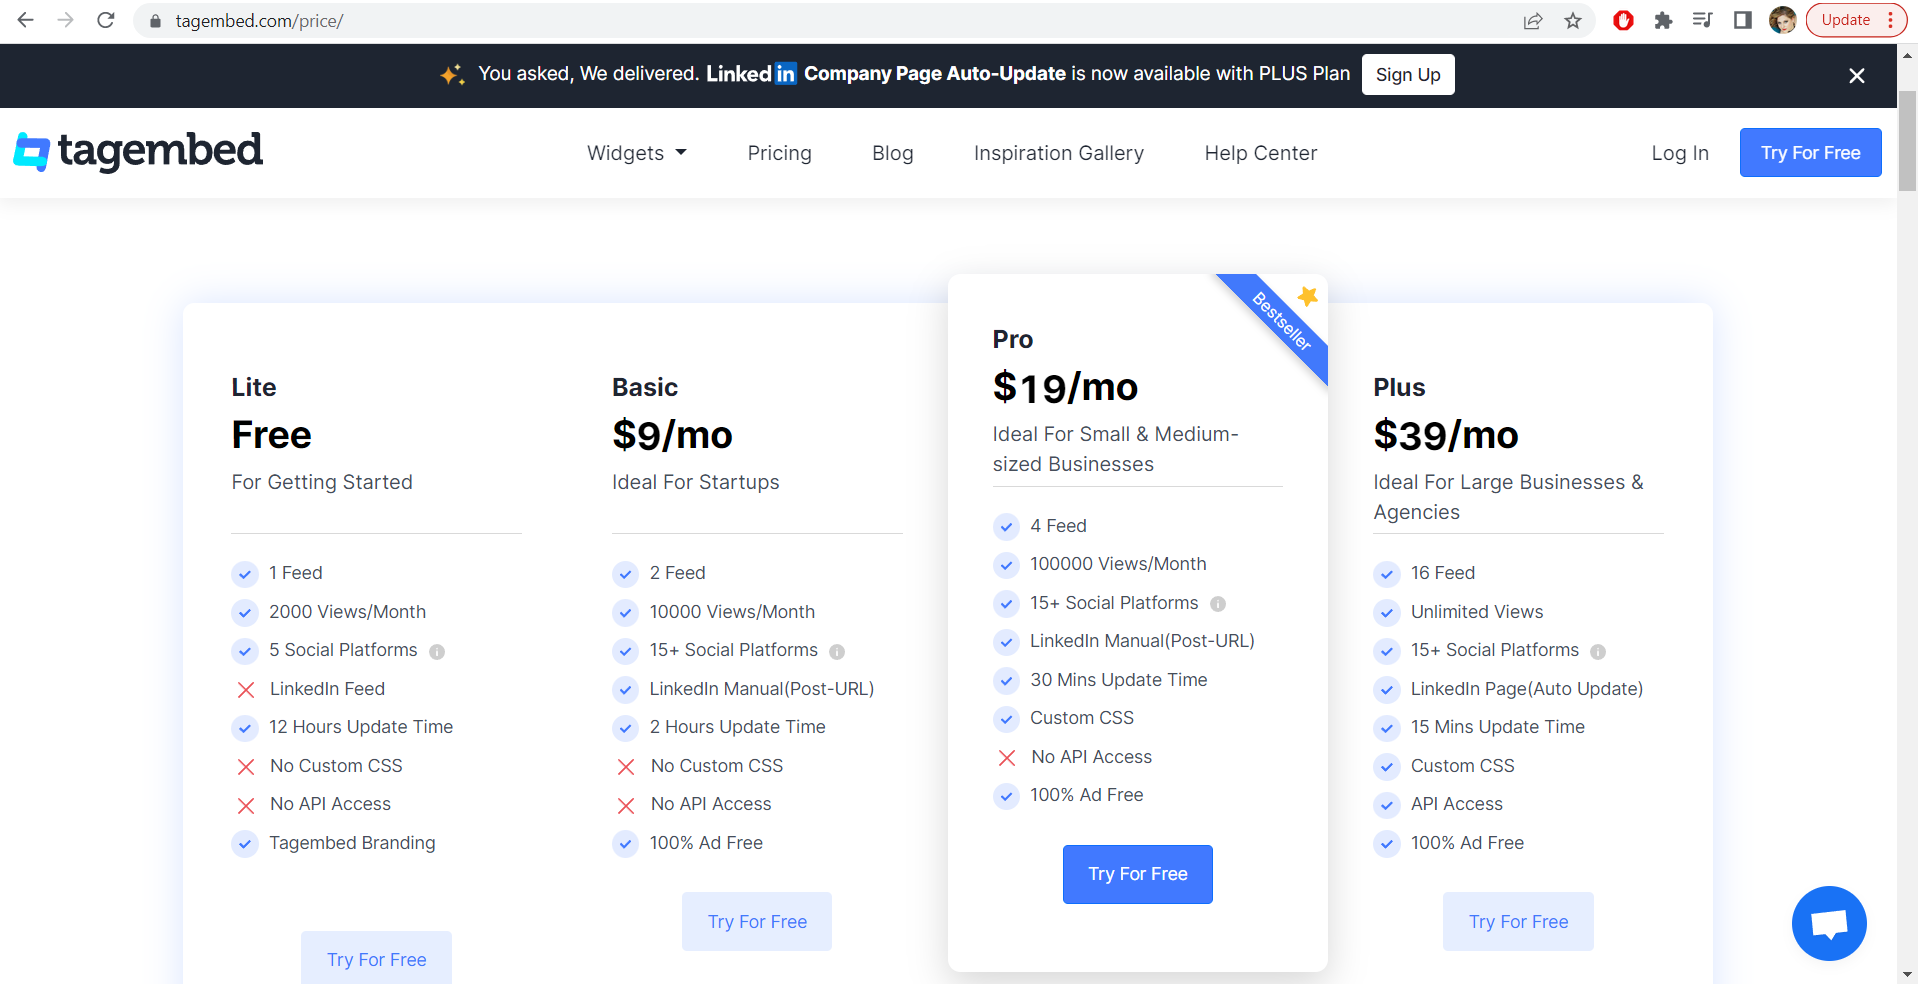 tagembed.com/price/
Update
You asked, We delivered. Linked in Company Page Auto-Update is now available with PLUS Plan
Sign Up
tagembed
Widgets
Pricing
Blog
Inspiration Gallery
Help Center
Log In
Try For Free
Lite
Free
For Getting Started
1 Feed
2000 Views/Month
5 Social Platforms
LinkedIn Feed
12 Hours Update Time
No Custom CSS
No API Access
Tagembed Branding
Try For Free
Basic
$9/mo
Ideal For Startups
2 Feed
10000 Views/Month
15+ Social Platforms
LinkedIn Manual(Post-URL)
2 Hours Update Time
No Custom CSS
No API Access
100% Ad Free
Try For Free
Bestseller
Pro
$19/mo
Ideal For Small & Medium-
sized Businesses
4 Feed
100000 Views/Month
15+ Social Platforms
LinkedIn Manual(Post-URL)
30 Mins Update Time
Custom CSS
No API Access
100% Ad Free
Try For Free
Plus
$39/mo
Ideal For Large Businesses &
Agencies
16 Feed
Unlimited Views
15+ Social Platforms
LinkedIn Page(Auto Update)
15 Mins Update Time
Custom CSS
API Access
100% Ad Free
Try For Free